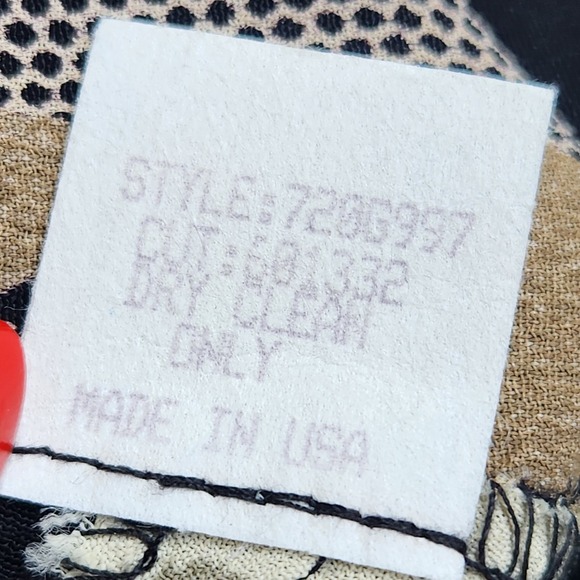 STYLE:720G997
CUT:601332
DRY CLEAN
ONLY
MADE IN USA